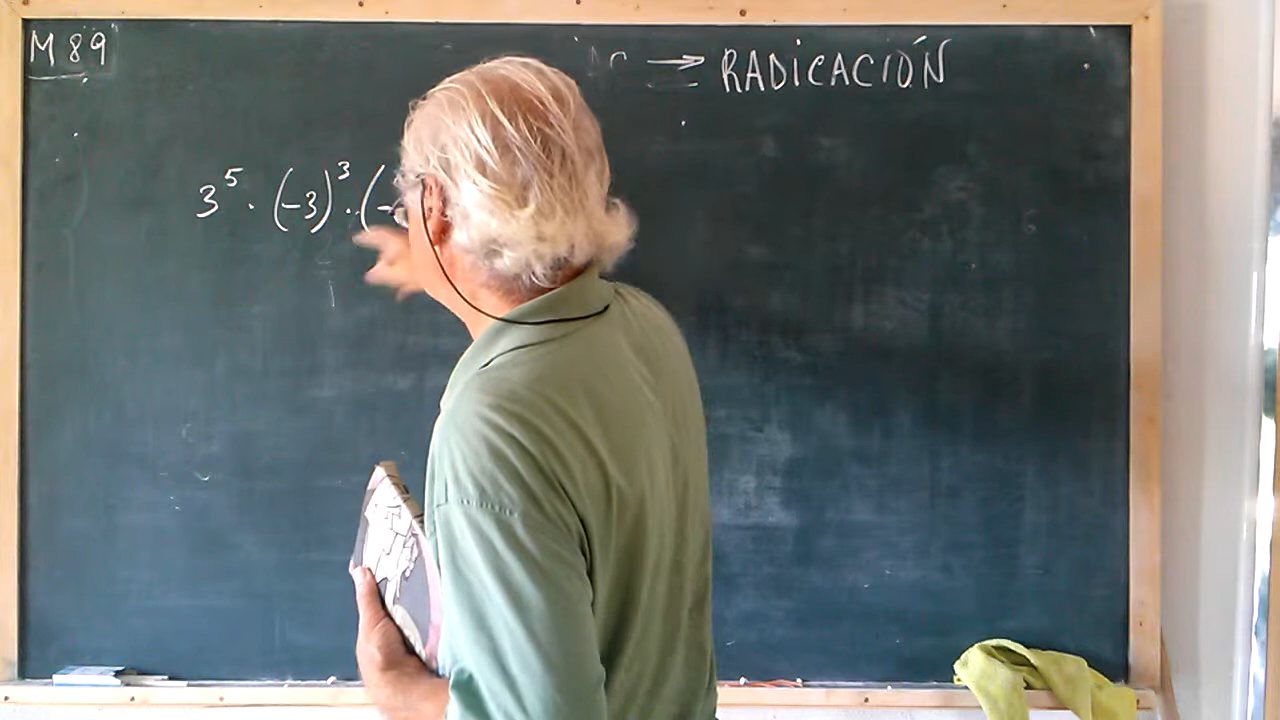 M 89
→ RADICACIÓN
3⁵ · (-3)³ · (-